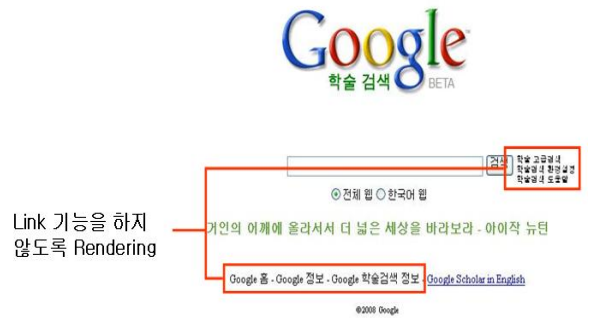 Google
학술 검색 BETA
검색
학술 고급검색
학술검색 환경설정
학술검색 도움말
전체 웹 한국어 웹
Link 기능을 하지
않도록 Rendering
거인의 어깨에 올라서서 더 넓은 세상을 바라보라 - 아이작 뉴턴
Google 홈 - Google 정보 - Google 학술검색 정보 - Google Scholar in English
©2008 Google